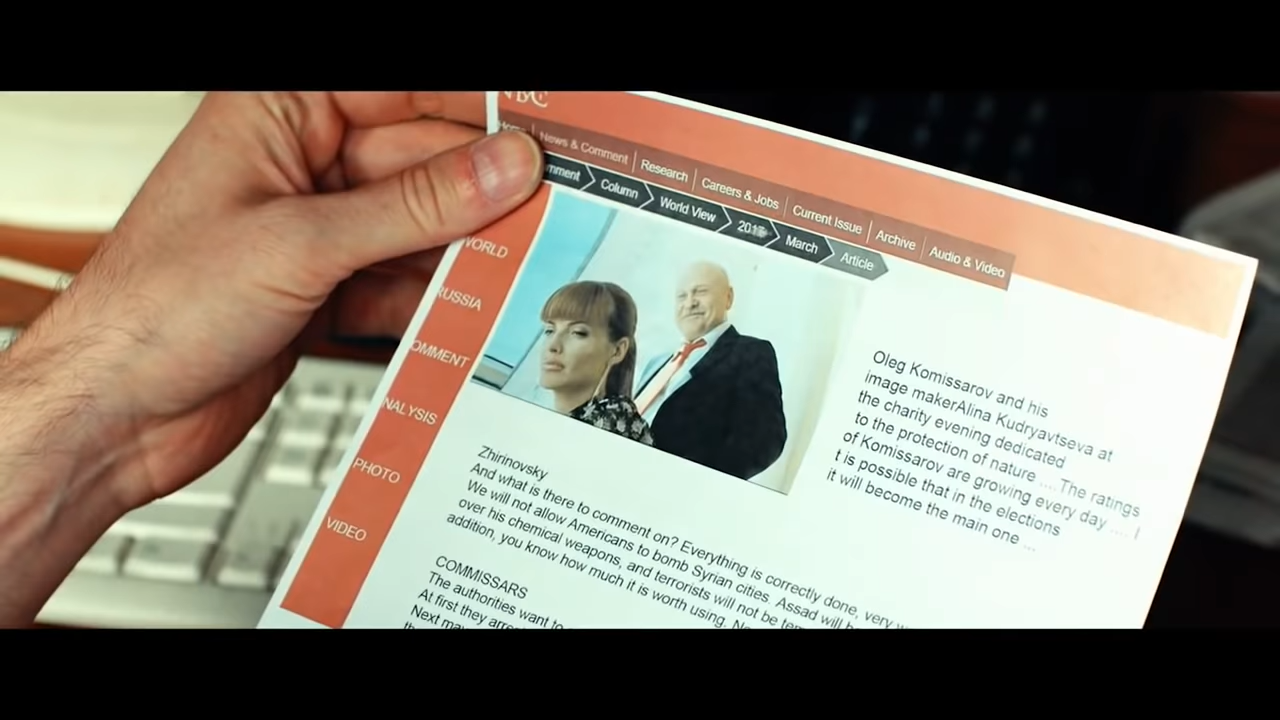 News & Comment
Research
Careers & Jobs
Current Issue
Archive
Audio & Video
Column
World View
March
Article
WORLD
RUSSIA
OMMENT
NALYSIS
PHOTO
VIDEO
Oleg Komissarov and his
image makerAlina Kudryavtseva at
the charity evening dedicated
to the protection of nature ....The ratings
of Komissarov are growing every day .... I
t is possible that in the elections
it will become the main one ...
Zhirinovsky
And what is there to comment on? Everything is correctly done, very w
We will not allow Americans to bomb Syrian cities. Assad will
over his chemical weapons, and terrorists will not be
addition, you know how much it is worth using.
COMMISSARS
The authorities want to
At first they
Next